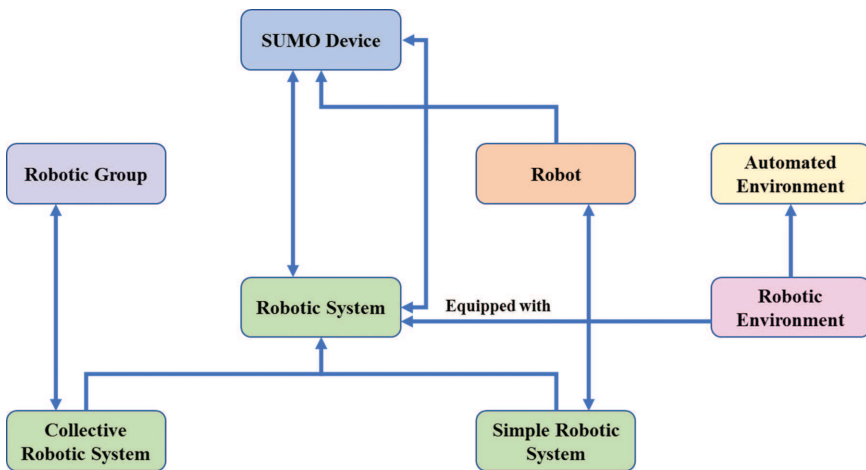 SUMO Device
Robotic Group
Robot
Automated
Environment
Robotic System
Equipped with
Robotic
Environment
Collective
Robotic System
Simple Robotic
System